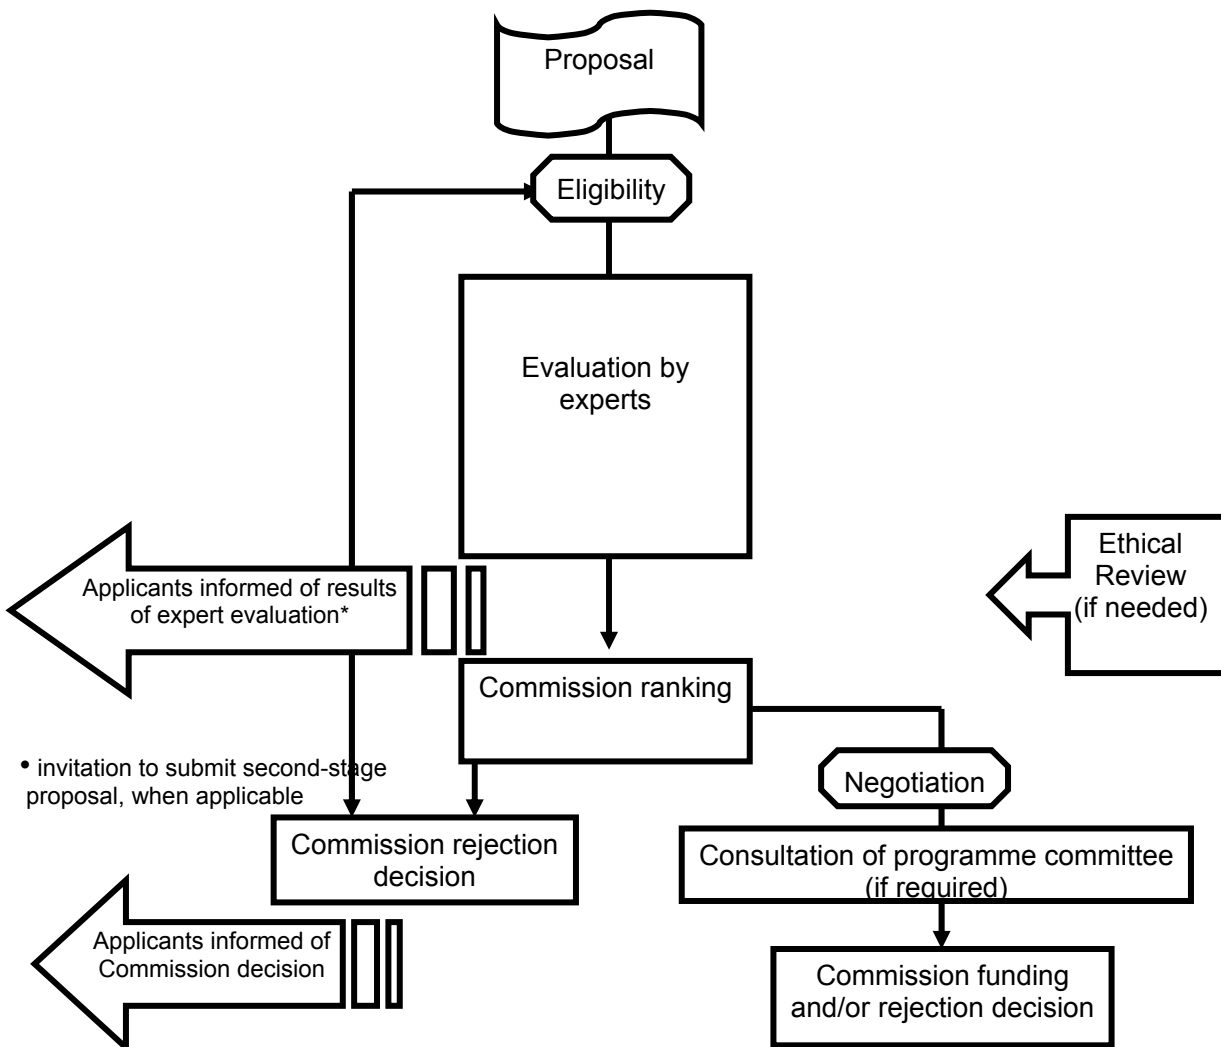 Proposal
Eligibility
Evaluation by
experts
Ethical
Review
(if needed)
Applicants informed of results
of expert evaluation*
Commission ranking
• invitation to submit second-stage
proposal, when applicable
Negotiation
Commission rejection
decision
Consultation of programme committee
(if required)
Applicants informed of
Commission decision
Commission funding
and/or rejection decision